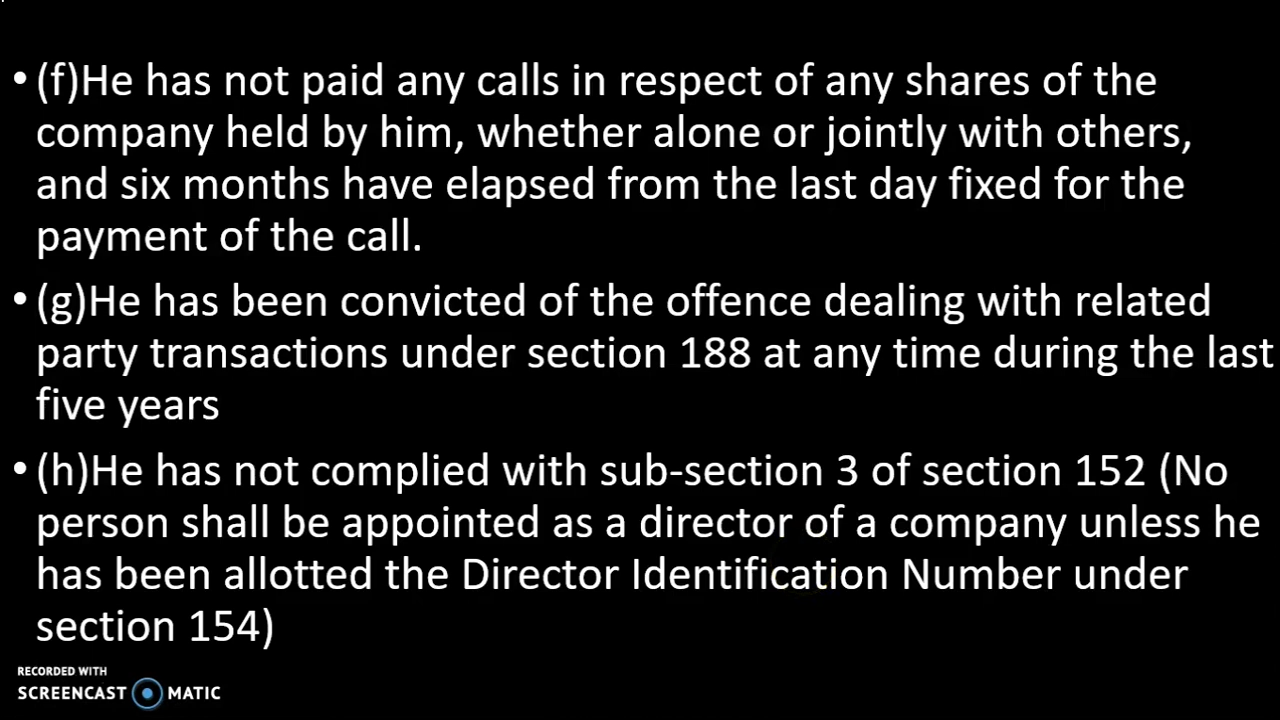 • (f)He has not paid any calls in respect of any shares of the
company held by him, whether alone or jointly with others,
and six months have elapsed from the last day fixed for the
payment of the call.
• (g)He has been convicted of the offence dealing with related
party transactions under section 188 at any time during the last
five years
• (h)He has not complied with sub-section 3 of section 152 (No
person shall be appointed as a director of a company unless he
has been allotted the Director Identification Number under
section 154)
RECORDED WITH
SCREENCAST MATIC